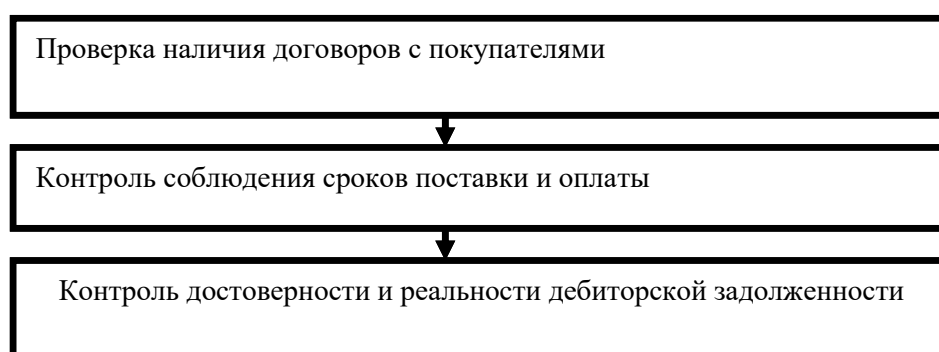 Проверка наличия договоров с покупателями
Контроль соблюдения сроков поставки и оплаты
Контроль достоверности и реальности дебиторской задолженности